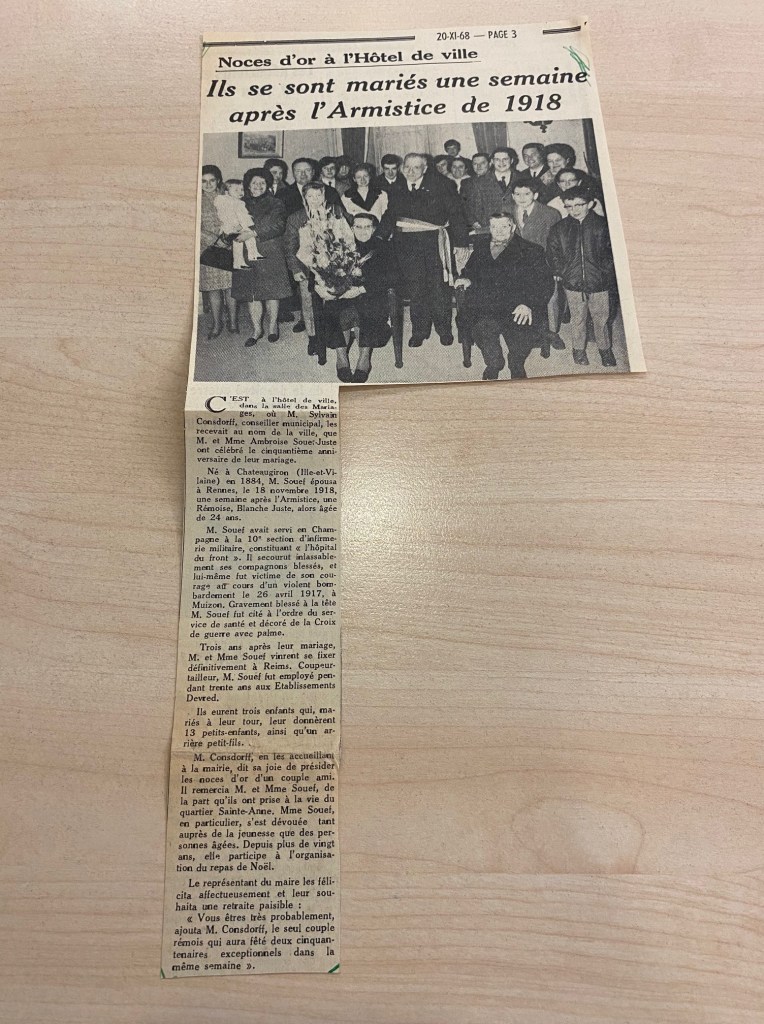 20-XI-68 — PAGE 3
Noces d'or à l'Hôtel de ville
Ils se sont mariés une semaine
après l'Armistice de 1918
C'EST à l'hôtel de ville,
dans la salle des Maria-
ges, où M. Sylvain
Consdorff, conseiller municipal, les
recevait au nom de la ville, que
M. et Mme Ambroise Souef-Juste
ont célébré le cinquantième anni-
versaire de leur mariage.
Né à Chateaugiron (Ille-et-Vi-
laine) en 1884, M. Souef épousa
à Rennes, le 18 novembre 1918,
une semaine après l'Armistice, une
Rémoise, Blanche Juste, alors âgée
de 24 ans.
M. Souef avait servi en Cham-
pagne à la 10e section d'infirme-
rie militaire, constituant « l'hôpital
du front ». Il secourut inlassable-
ment ses compagnons blessés, et
lui-même fut victime de son cou-
rage au cours d'un violent bom-
bardement le 26 avril 1917, à
Muizon. Gravement blessé à la tête
M. Souef fut cité à l'ordre du ser-
vice de santé et décoré de la Croix
de guerre avec palme.
Trois ans après leur mariage,
M. et Mme Souef vinrent se fixer
définitivement à Reims. Coupeur-
tailleur, M. Souef fut employé pen-
dant trente ans aux Etablissements
Devred.
Ils eurent trois enfants qui, ma-
riés à leur tour, leur donnèrent
13 petits-enfants, ainsi qu'un ar-
rière petit-fils.
M. Consdorff, en les accueillant
à la mairie, dit sa joie de présider
les noces d'or d'un couple ami.
Il remercia M. et Mme Souef, de
la part qu'ils ont prise à la vie du
quartier Sainte-Anne. Mme Souef,
en particulier, s'est dévouée tant
auprès de la jeunesse que des per-
sonnes âgées. Depuis plus de vingt
ans, elle participe à l'organisa-
tion du repas de Noël.
Le représentant du maire les féli-
cita affectueusement et leur sou-
haita une retraite paisible :
« Vous êtres très probablement,
ajouta M. Consdorff, le seul couple
rémois qui aura fêté deux cinquan-
tenaires exceptionnels dans la
même semaine ».